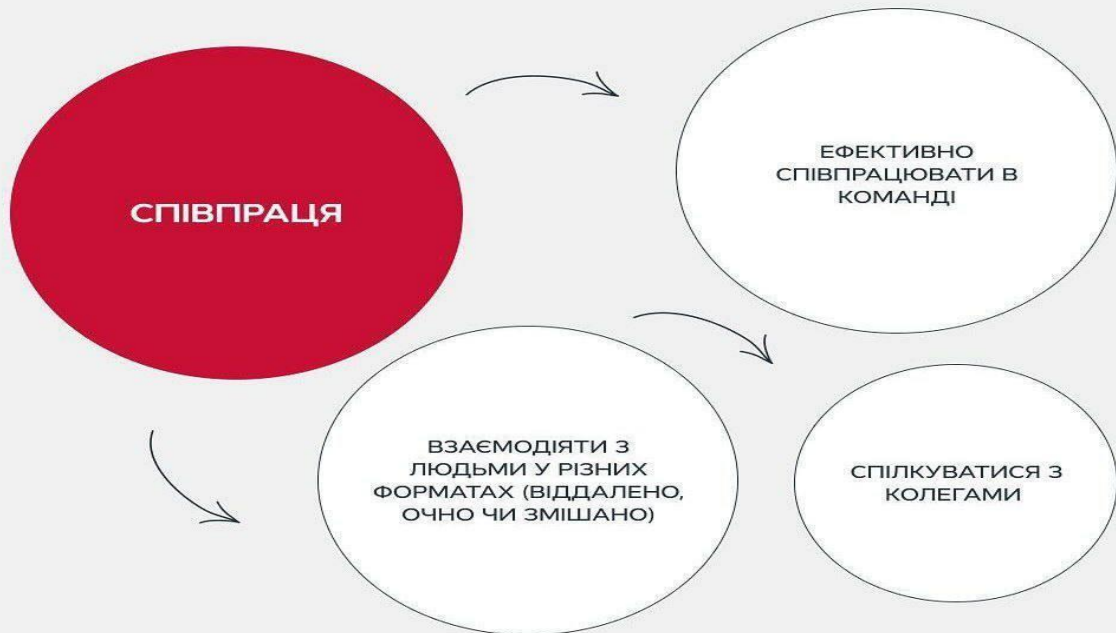 СПІВПРАЦЯ
ЕФЕКТИВНО
СПІВПРАЦЮВАТИ В
КОМАНДІ
ВЗАЄМОДІЯТИ З
ЛЮДЬМИ У РІЗНИХ
ФОРМАТАХ (ВІДДАЛЕНО,
ОЧНО ЧИ ЗМІШАНО)
СПІЛКУВАТИСЯ З
КОЛЕГАМИ